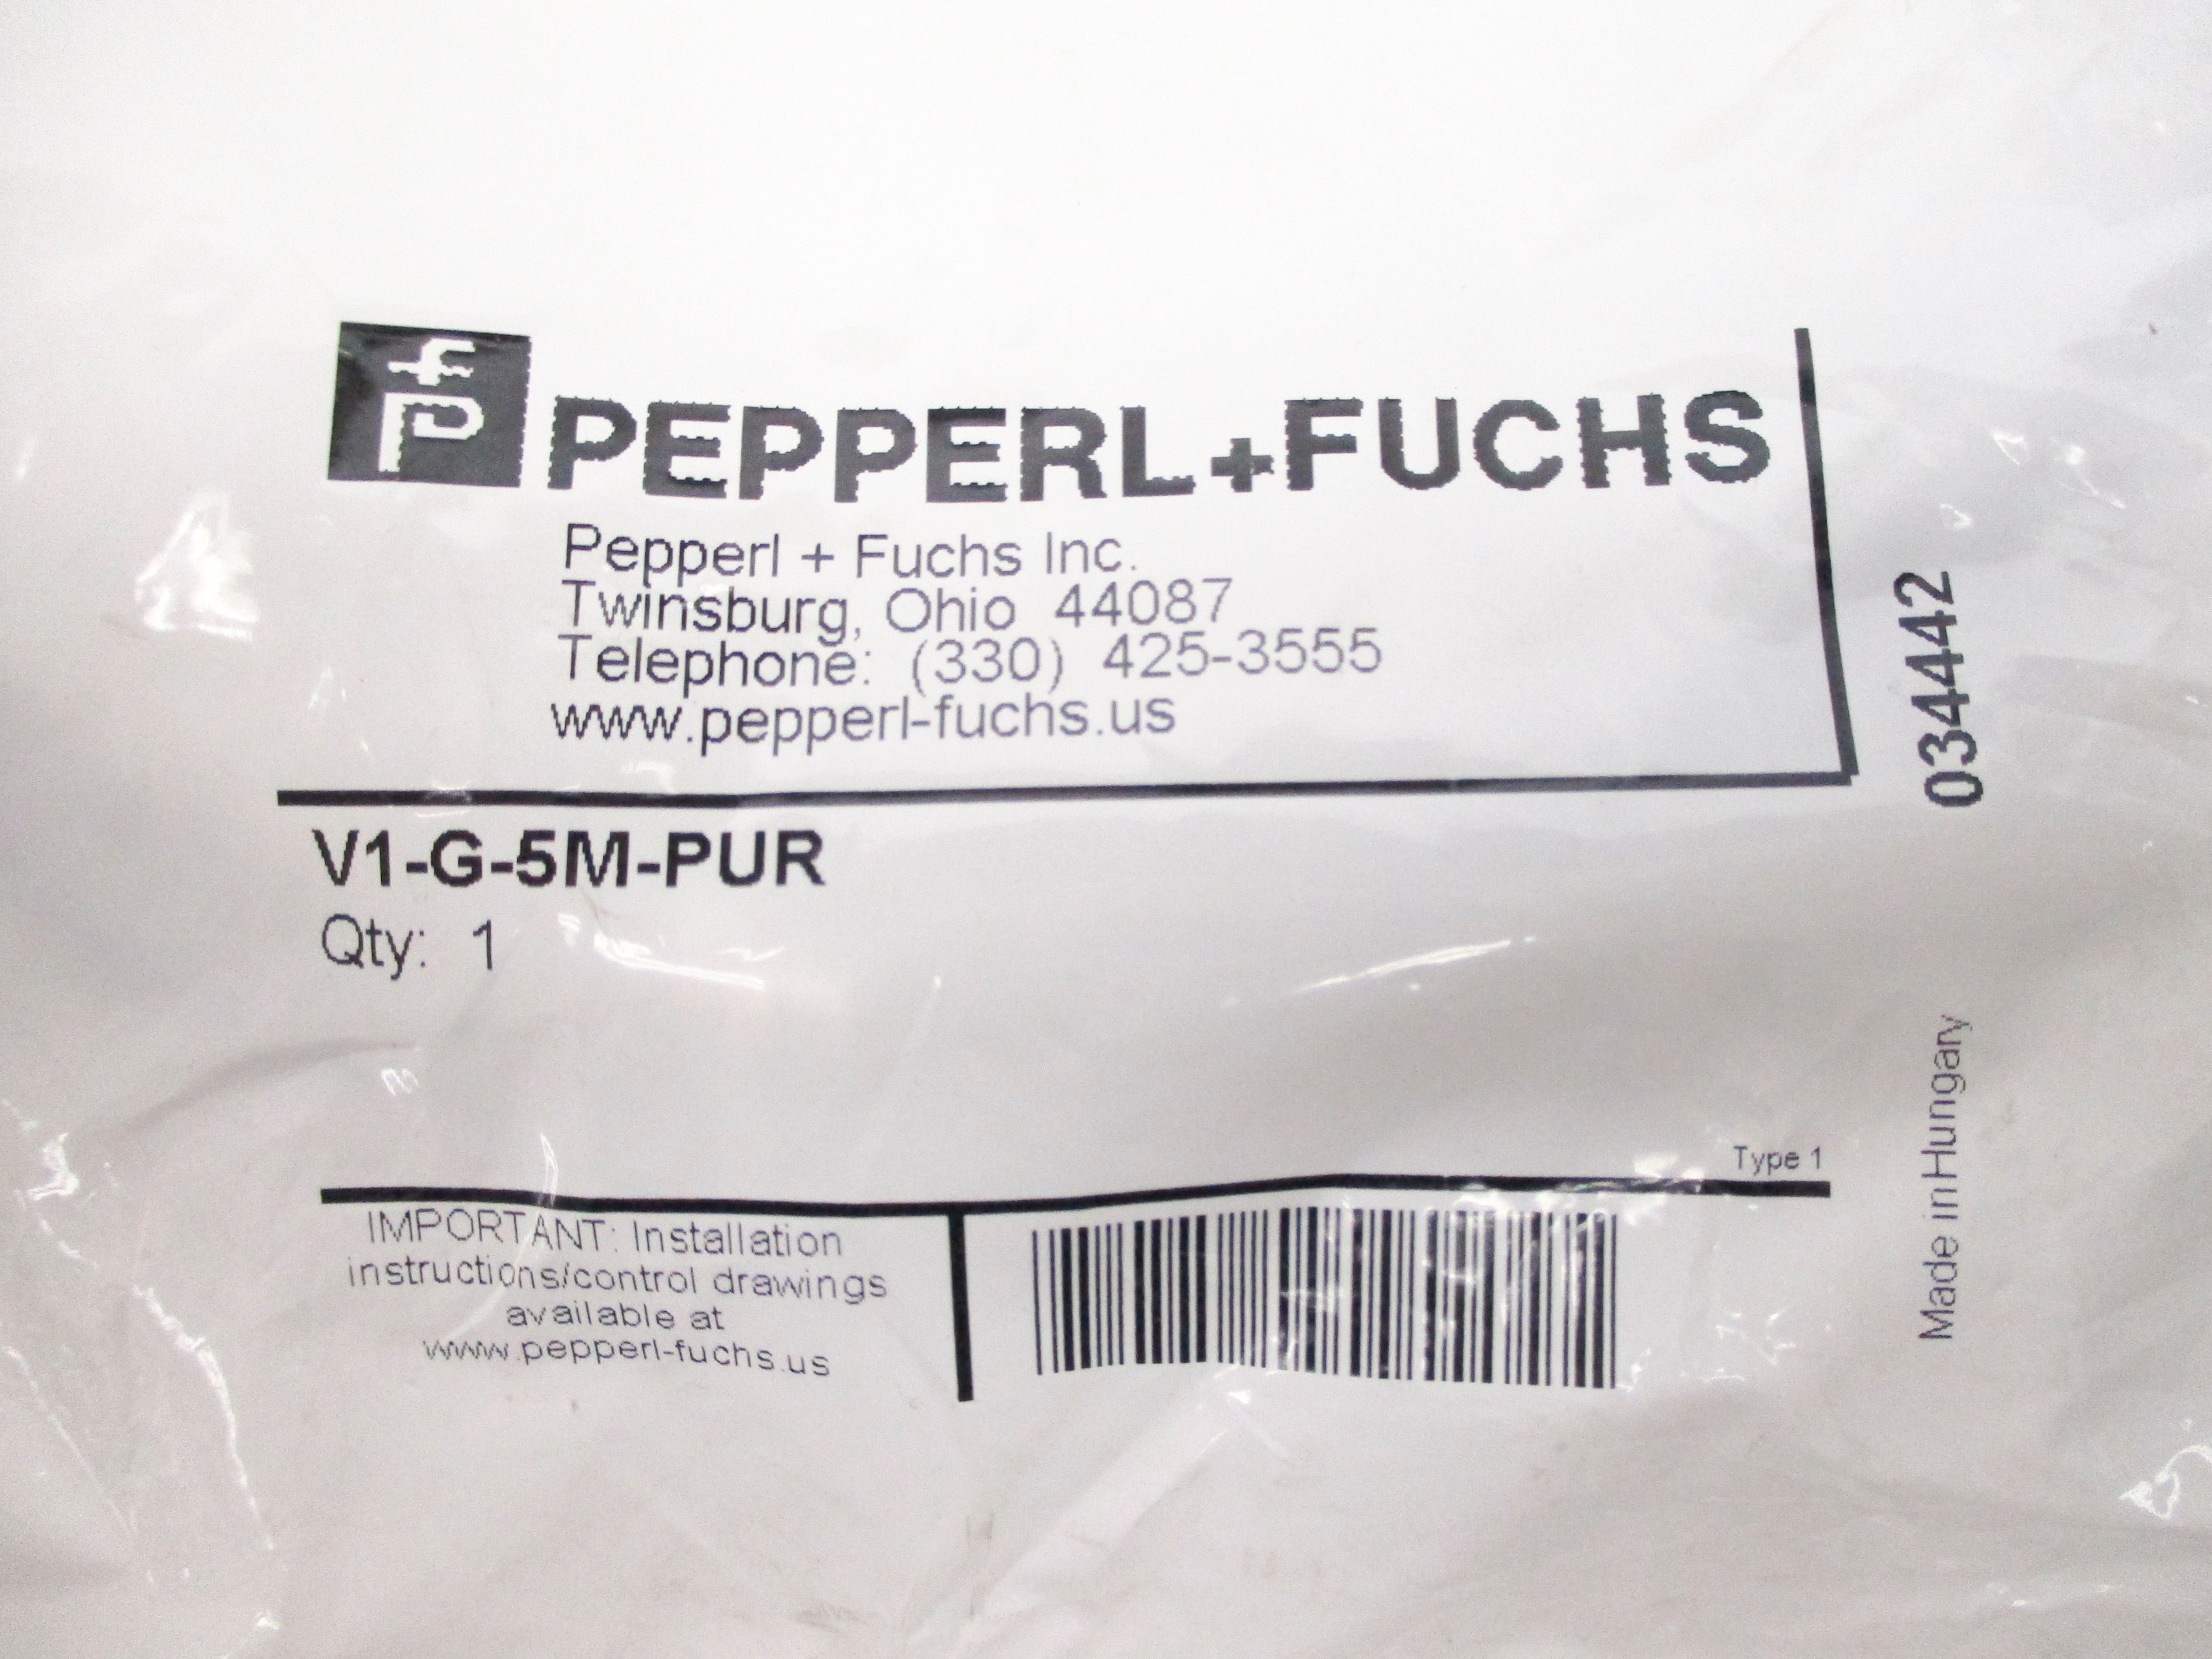 fP PEPPERL+FUCHS
Pepperl + Fuchs Inc.
Twinsburg, Ohio 44087
Telephone: (330) 425-3555
www.pepperl-fuchs.us
034442
V1-G-5M-PUR
Qty: 1
Type 1
Made in Hungary
IMPORTANT: Installation
instructions/control drawings
available at
www.pepperl-fuchs.us